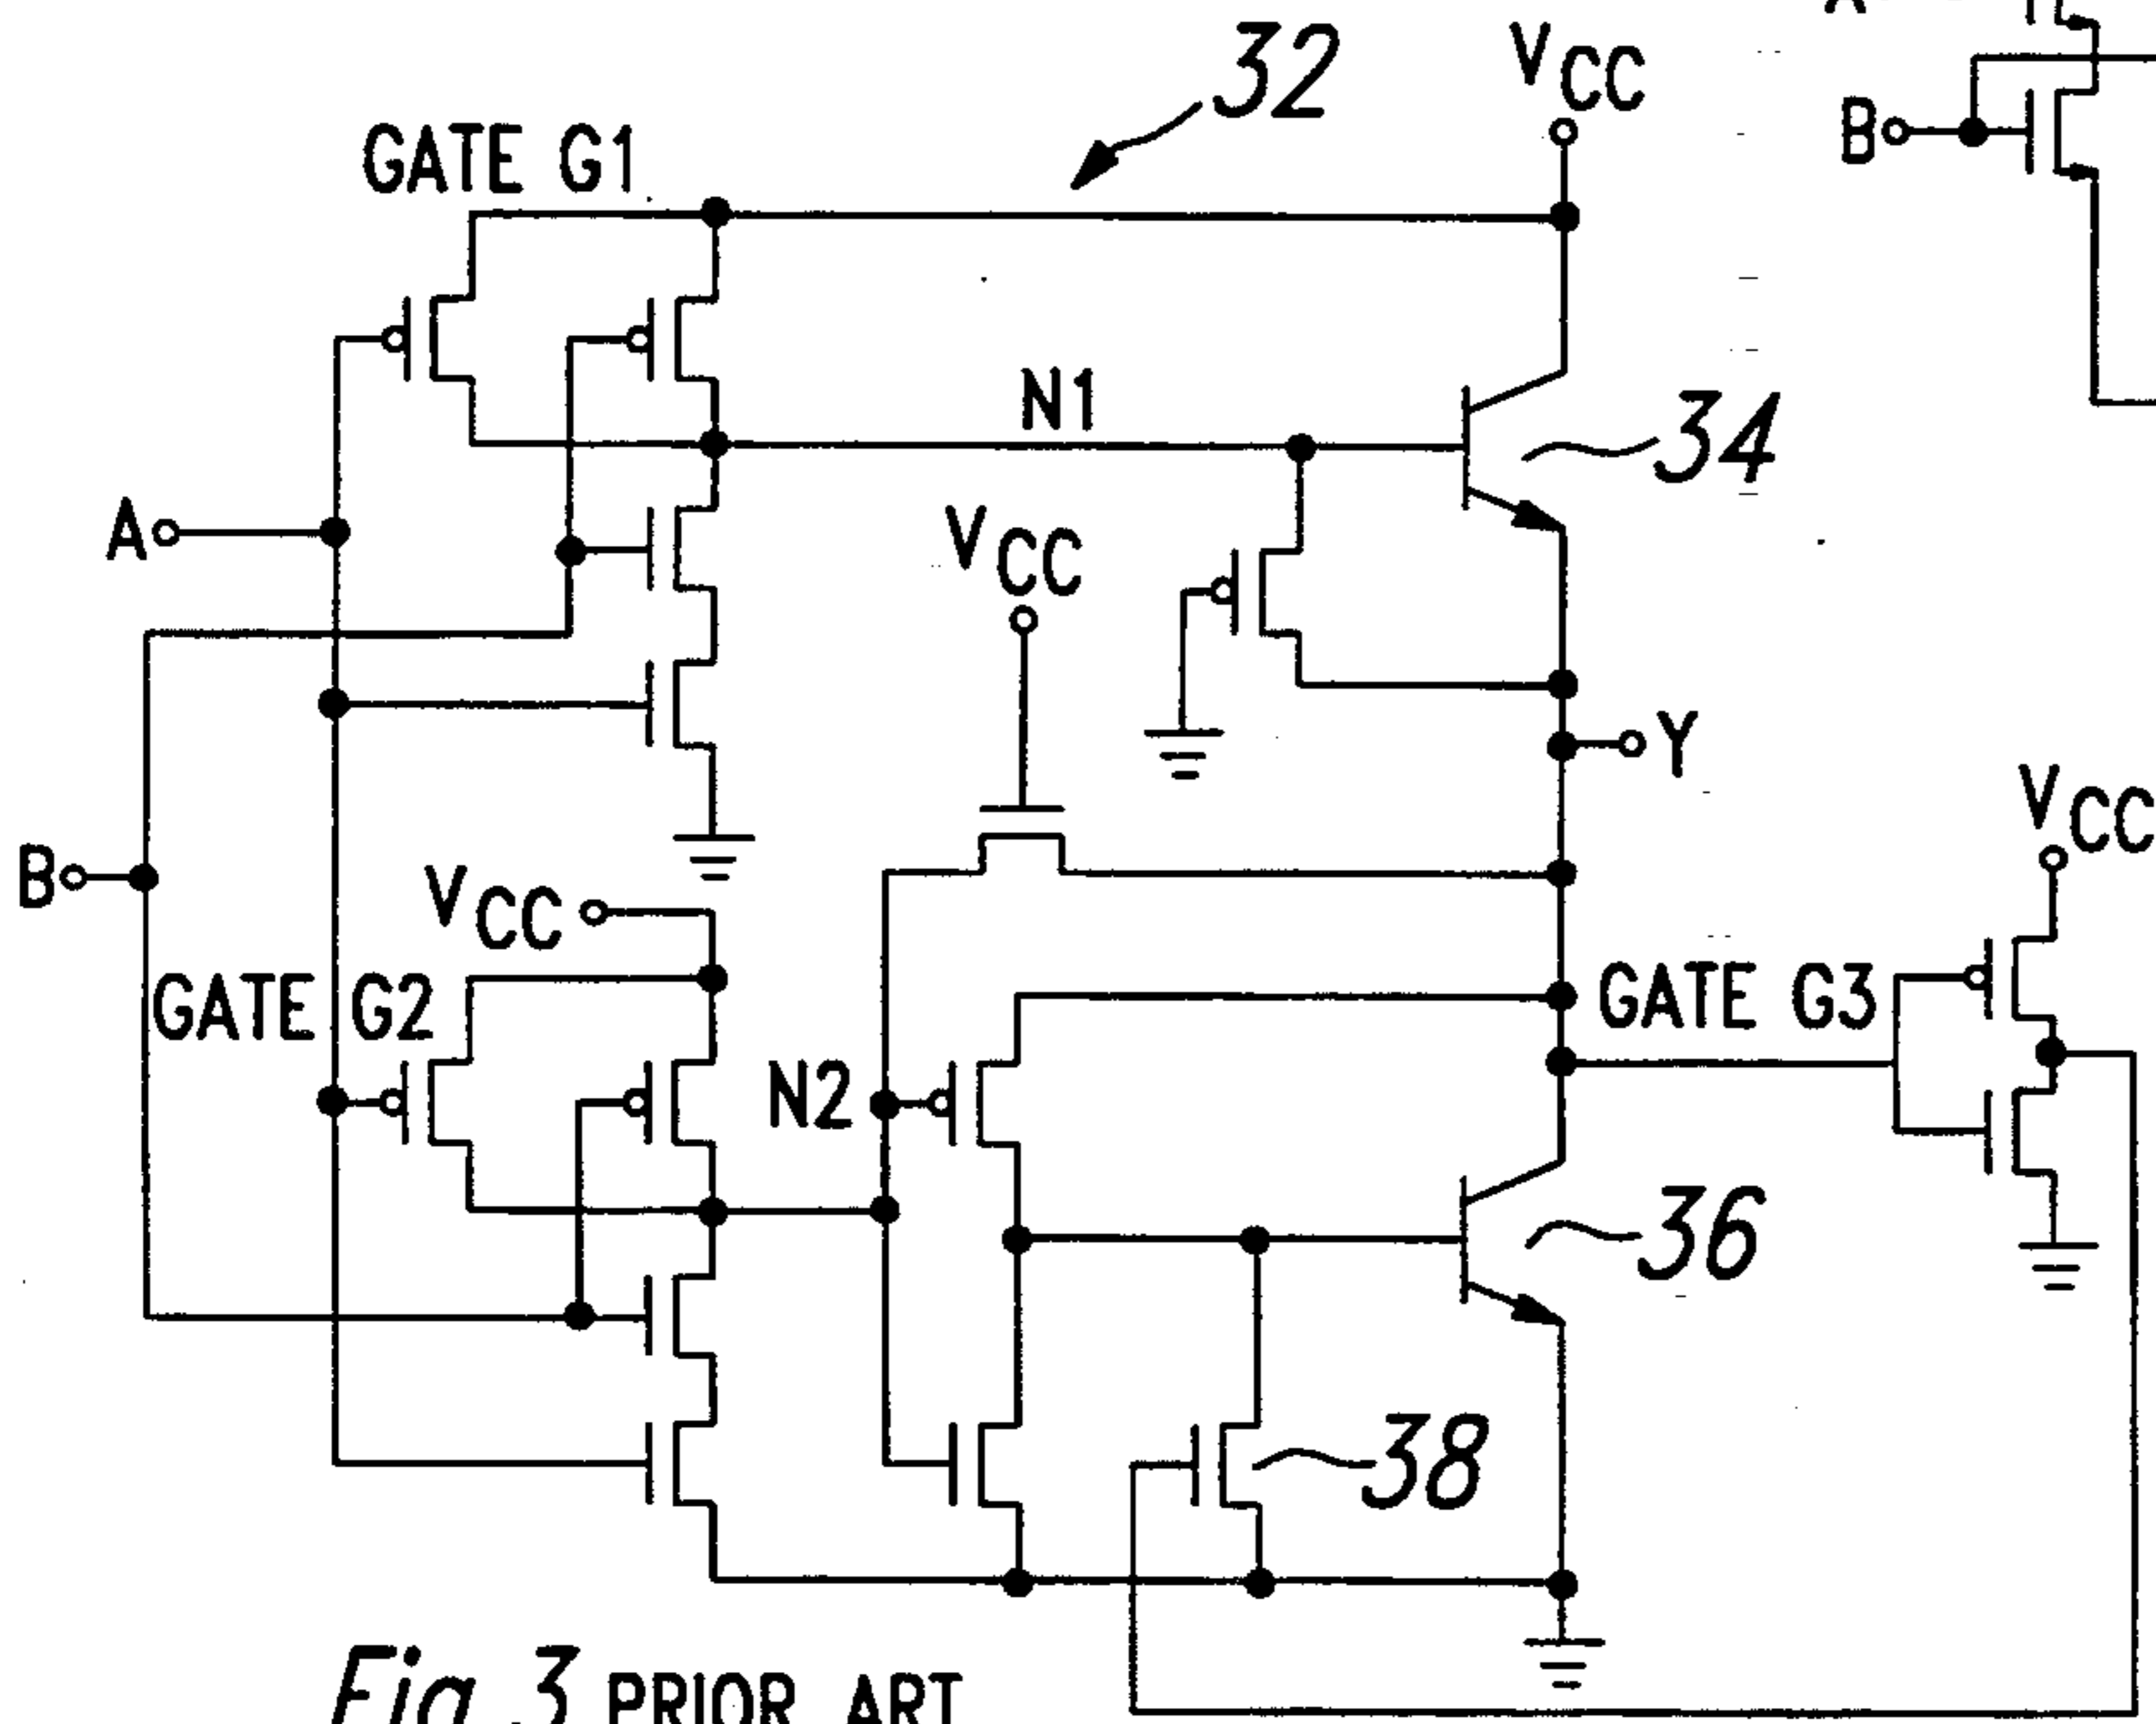 32
VCC
GATE G1
B
N1
34
A
VCC
Y
VCC
B
VCC
GATE G2
GATE G3
N2
36
38
Fig. 3 PRIOR ART